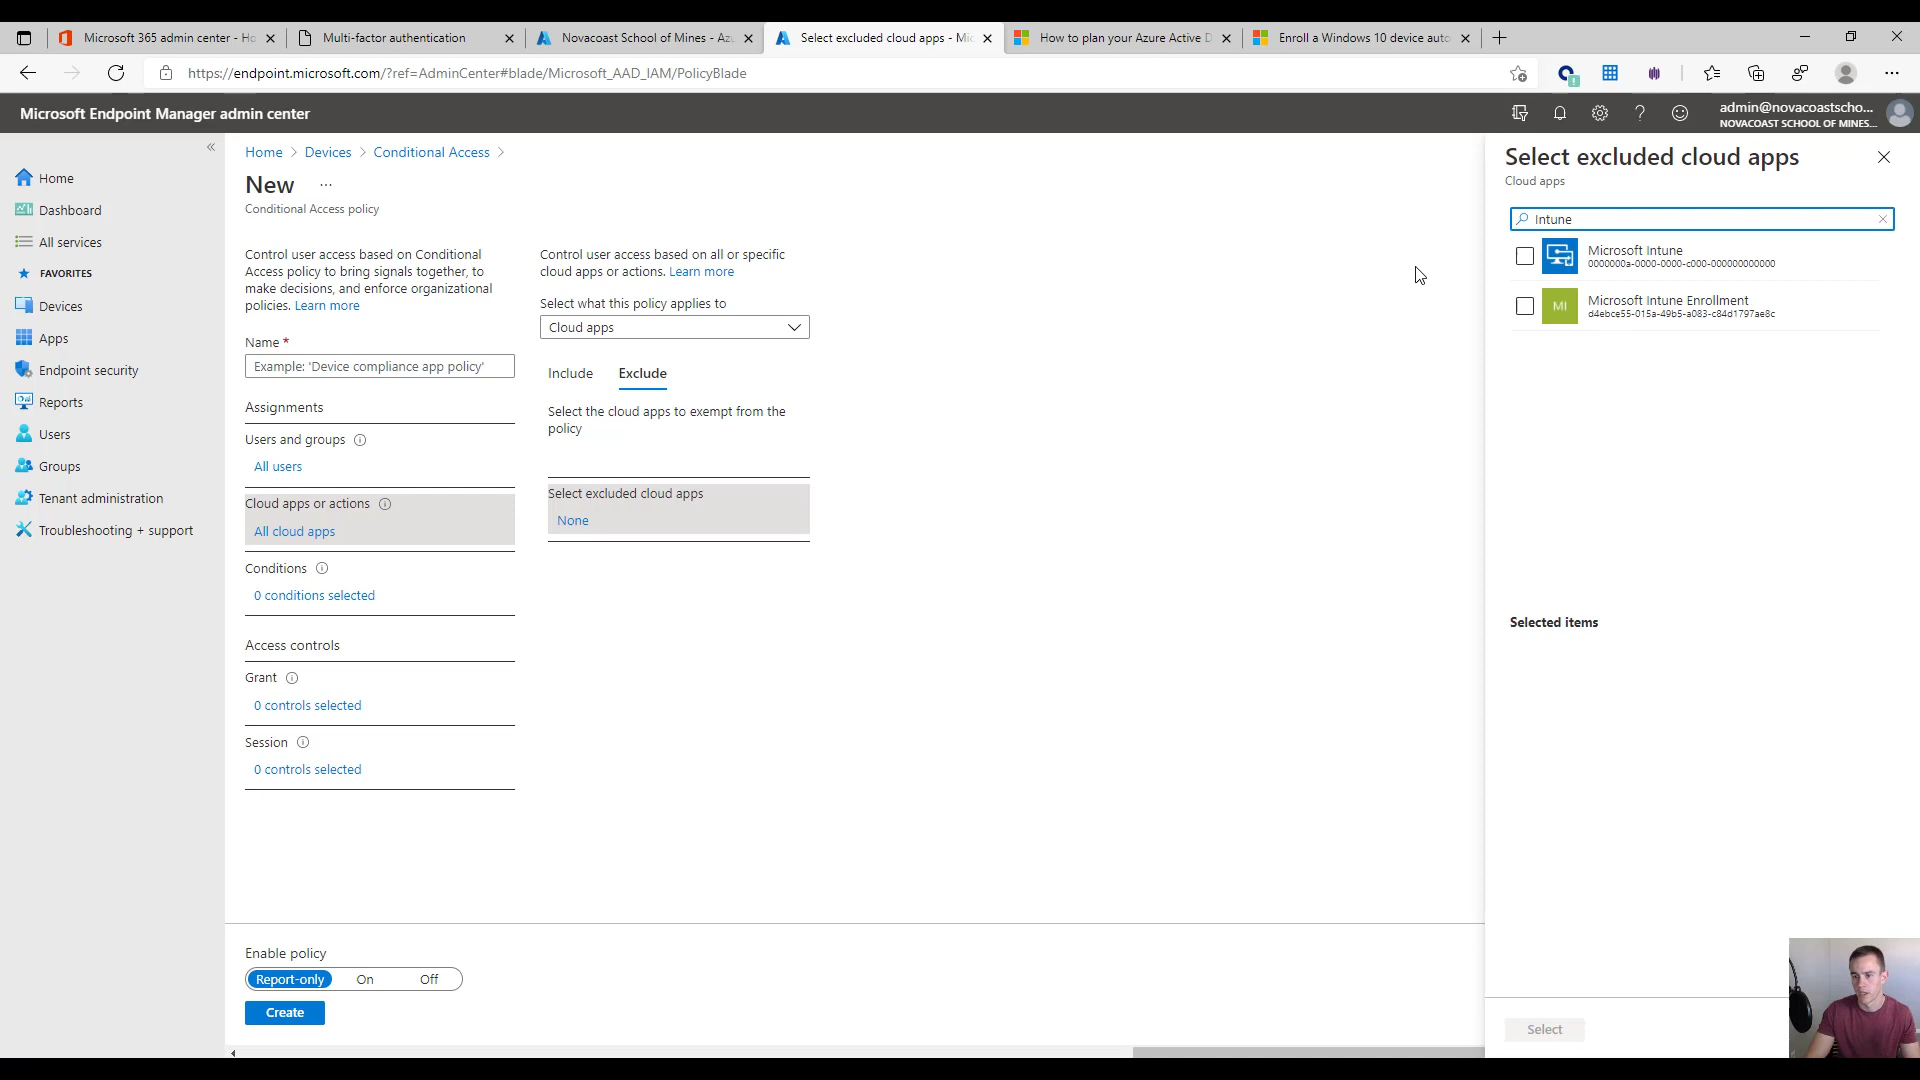 Microsoft 365 admin center - Ho
Multi-factor authentication
Novacoast School of Mines - Azu
Select excluded cloud apps - Mic
How to plan your Azure Active D
Enroll a Windows 10 device auto
https://endpoint.microsoft.com/?ref=AdminCenter#blade/Microsoft_AAD_IAM/PolicyBlade
Microsoft Endpoint Manager admin center
admin@novacoastscho...
NOVACOAST SCHOOL OF MINES...
Home
Dashboard
All services
FAVORITES
Devices
Apps
Endpoint security
Reports
Users
Groups
Tenant administration
Troubleshooting + support
Home > Devices > Conditional Access >
New ...
Conditional Access policy
Control user access based on Conditional
Access policy to bring signals together, to
make decisions, and enforce organizational
policies. Learn more
Name *
Example: 'Device compliance app policy'
Assignments
Users and groups
All users
Cloud apps or actions
All cloud apps
Conditions
0 conditions selected
Access controls
Grant
0 controls selected
Session
0 controls selected
Control user access based on all or specific
cloud apps or actions. Learn more
Select what this policy applies to
Cloud apps
Include Exclude
Select the cloud apps to exempt from the
policy
Select excluded cloud apps
None
Enable policy
Report-only On Off
Create
Select excluded cloud apps
Cloud apps
Intune
Microsoft Intune
0000000a-0000-0000-c000-000000000000
MI
Microsoft Intune Enrollment
d4ebce55-015a-49b5-a083-c84d1797ae8c
Selected items
Select